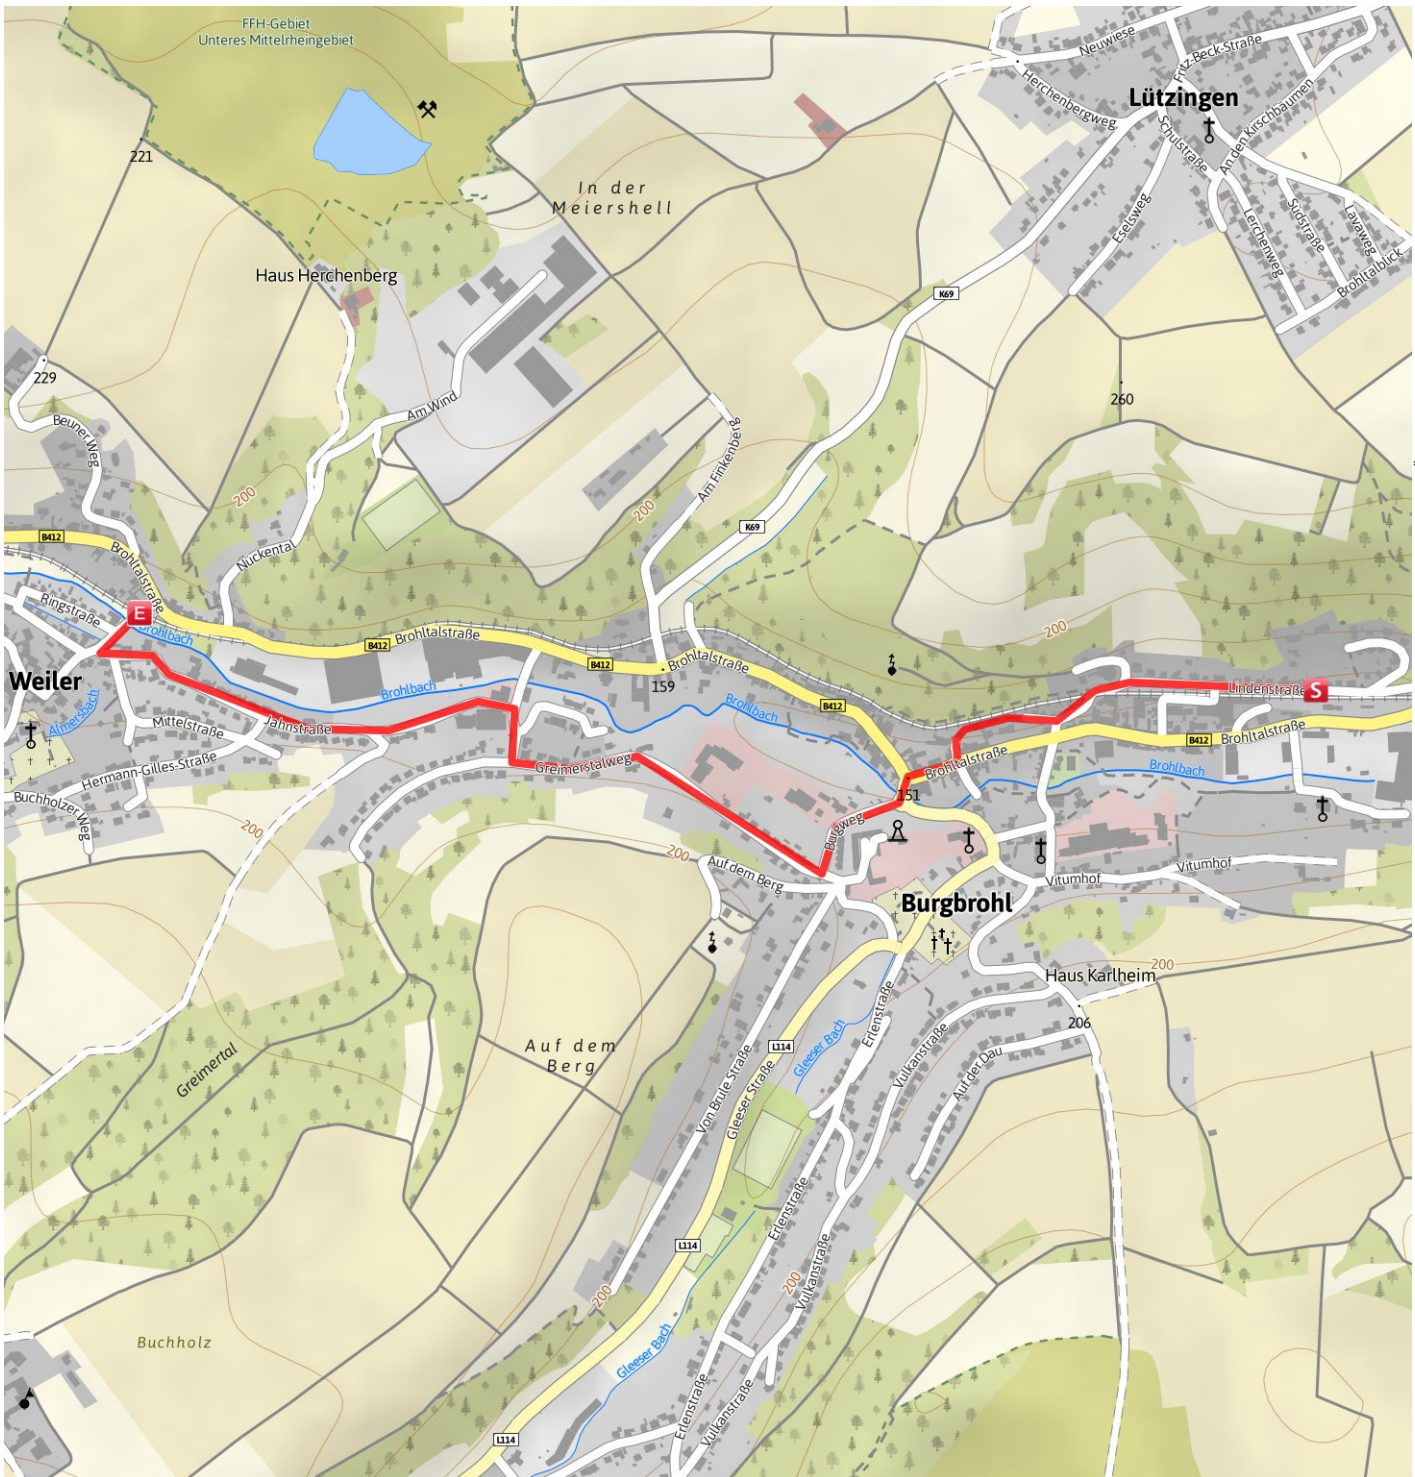 FFH-Gebiet
Unteres Mittelrheingebiet
Neuwiese
Fritz-Beck-Straße
Herchenbergweg
Lützingen
An den Kirschbäumen
Schulstraße
221
In der
Meiershell
Eselsweg
Lerchenweg
Südstraße
Lavaweg
Brohltalblick
Haus Herchenberg
K69
229
260
Am Wind
Beuner Weg
Am Finkenberg
200
200
K69
B412
Brohltalstraße
Nückental
Ringstraße
E
Brohlbach
B412
Brohltalstraße
B412
Brohltalstraße
159
200
Weiler
Almersbach
Brohlbach
Brohlbach
B412
Lindenstraße
S
Mittelstraße
Jahnstraße
B412
Brohltalstraße
Hermann-Gilles-Straße
Greimerstalweg
Brohltalstraße
Brohlbach
Buchholzer Weg
151
Burgweg
200
200
Auf dem Berg
Vitumhof
Vitumhof
Burgbrohl
Haus Karlheim
200
206
Erlenstraße
Auf dem
Berg
Greimertal
L114
Gleeser Bach
Vulkanstraße
Auf der Dau
Von Brule Straße
Gleeser Straße
Erlenstraße
L114
Vulkanstraße
200
200
Buchholz
Gleeser Bach
Erlenstraße
Vulkanstraße
L114